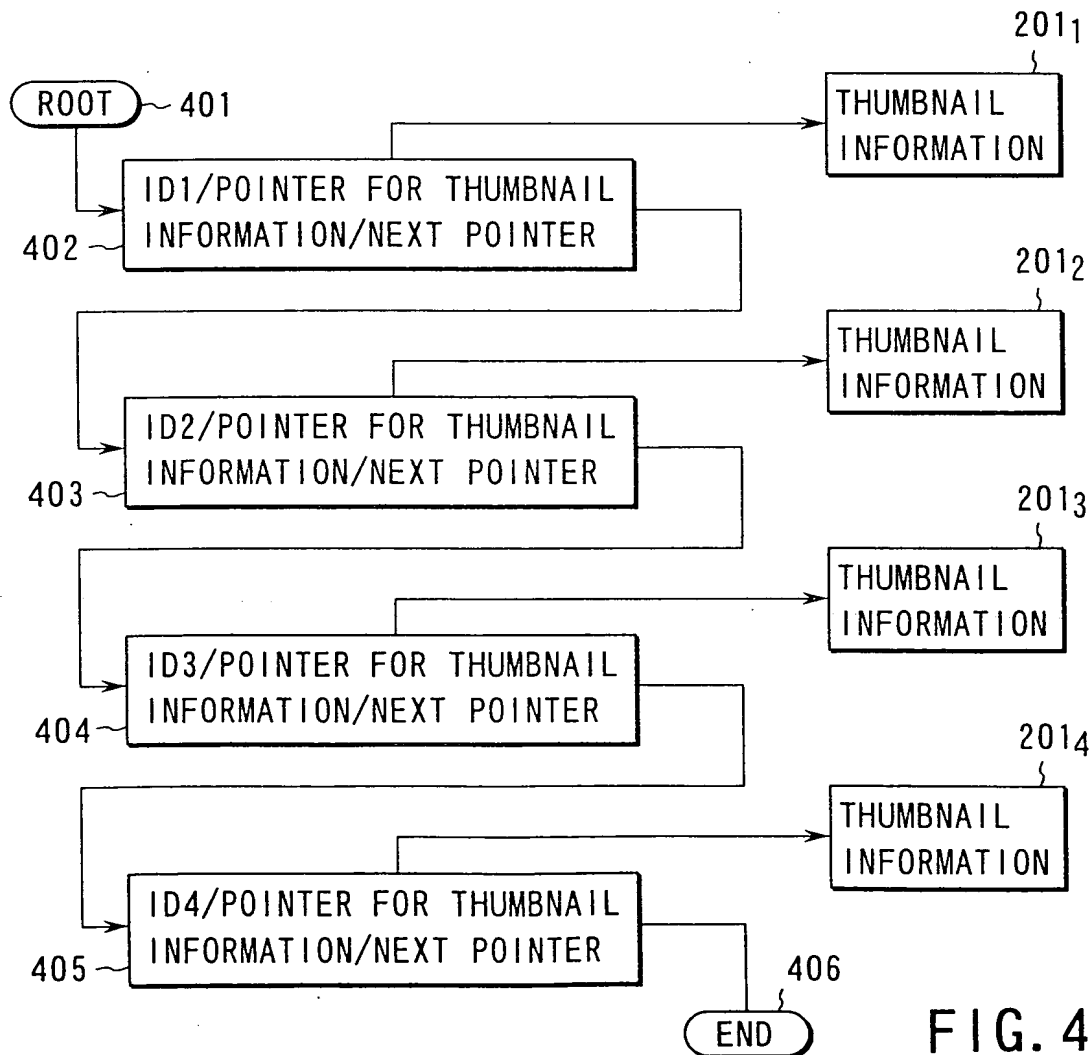 201₁
ROOT 401
THUMBNAIL
INFORMATION
ID1/POINTER FOR THUMBNAIL
INFORMATION/NEXT POINTER
402
201₂
THUMBNAIL
INFORMATION
ID2/POINTER FOR THUMBNAIL
INFORMATION/NEXT POINTER
403
201₃
THUMBNAIL
INFORMATION
ID3/POINTER FOR THUMBNAIL
INFORMATION/NEXT POINTER
404
201₄
THUMBNAIL
INFORMATION
ID4/POINTER FOR THUMBNAIL
INFORMATION/NEXT POINTER
405
406
END
FIG. 4